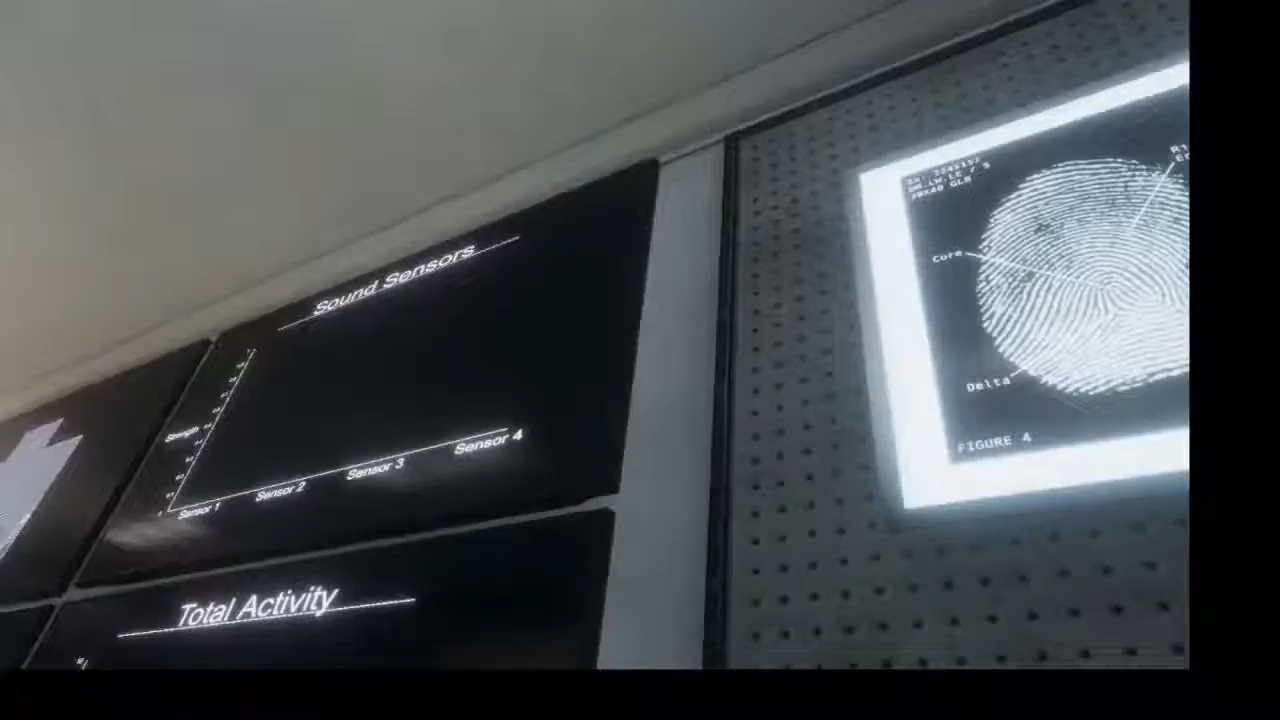 Sound Sensors
Strength
Sensor 1
Sensor 2
Sensor 3
Sensor 4
Total Activity
Core
Delta
FIGURE 4